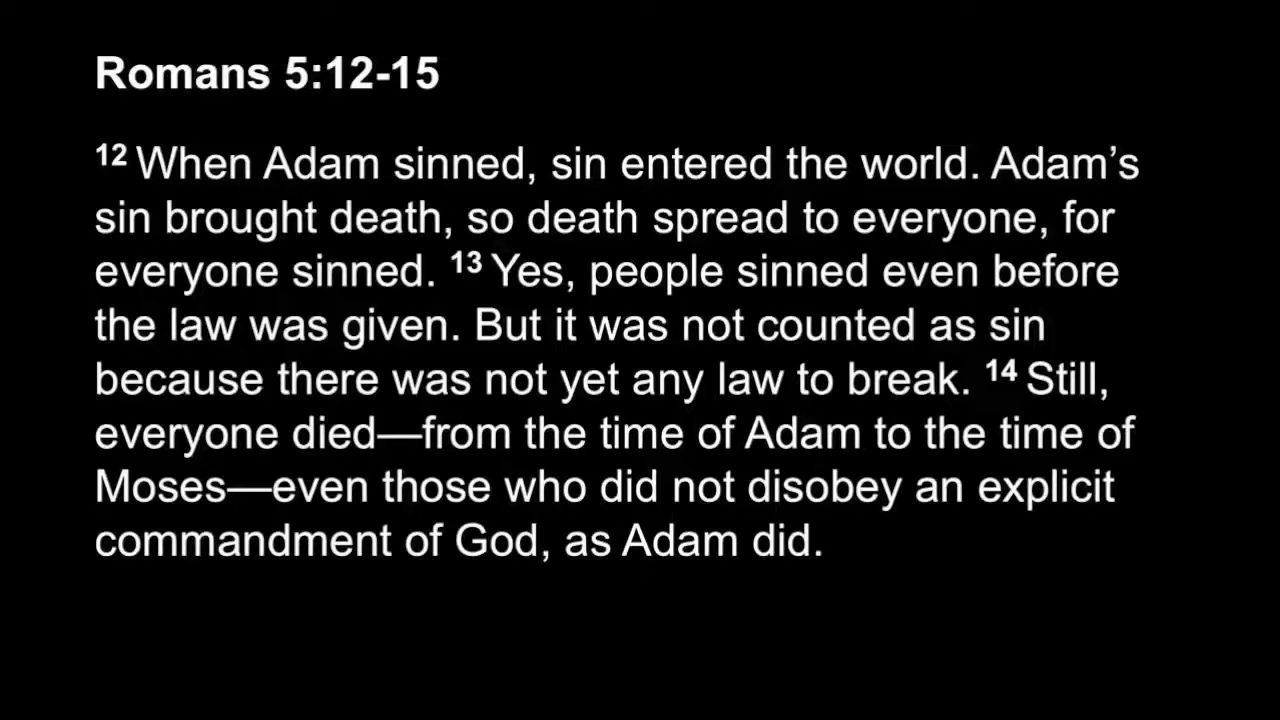 Romans 5:12-15
12 When Adam sinned, sin entered the world. Adam’s
sin brought death, so death spread to everyone, for
everyone sinned. 13 Yes, people sinned even before
the law was given. But it was not counted as sin
because there was not yet any law to break. 14 Still,
everyone died—from the time of Adam to the time of
Moses—even those who did not disobey an explicit
commandment of God, as Adam did.